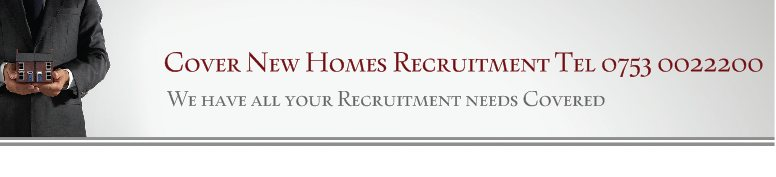 Cover New Homes Recruitment Tel 0753 0022200
We have all your Recruitment needs Covered